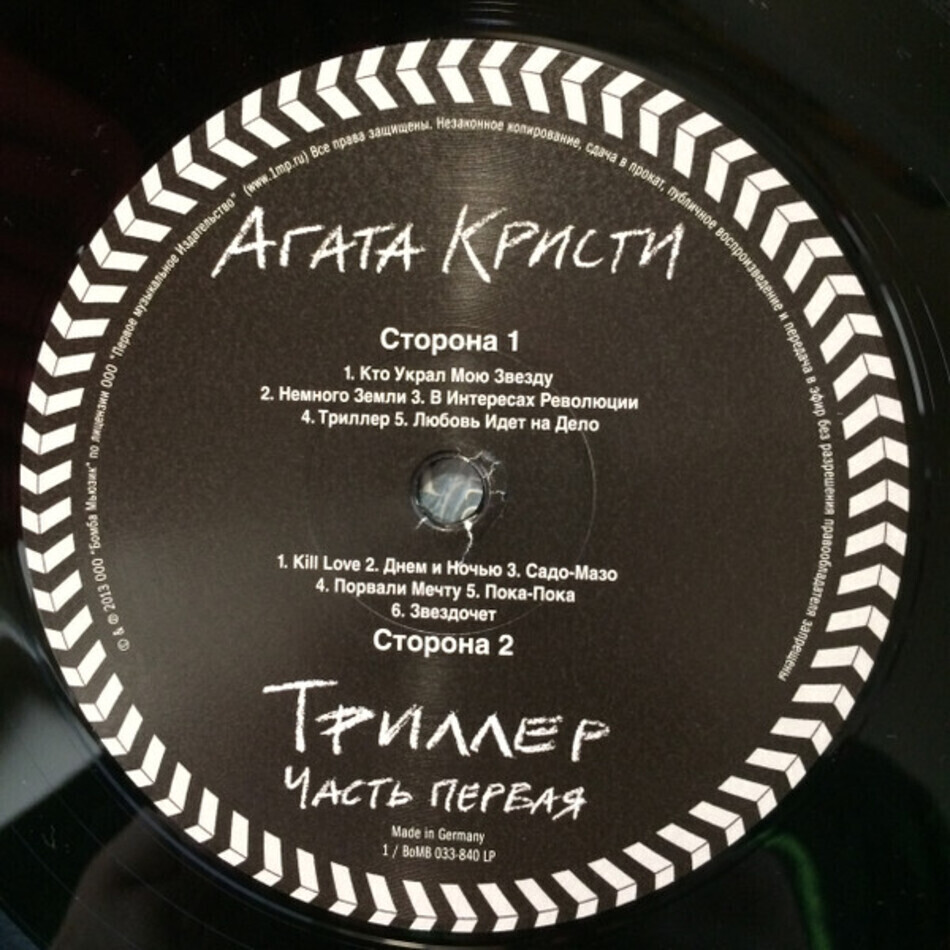 © & ℗ 2013 ООО "Бомба Мьюзик" по лицензии ООО "Первое музыкальное Издательство" (www.1mp.ru) Все права защищены. Незаконное копирование, сдача в прокат, публичное воспроизведение и передача в эфир без разрешения правообладателя запрещены
Агата Кристи
Сторона 1
1. Кто Украл Мою Звезду
2. Немного Земли 3. В Интересах Революции
4. Триллер 5. Любовь Идет на Дело
1. Kill Love 2. Днем и Ночью 3. Садо-Мазо
4. Порвали Мечту 5. Пока-Пока
6. Звездочет
Сторона 2
Триллер
Часть первая
Made in Germany
1 / BoMB 033-840 LP